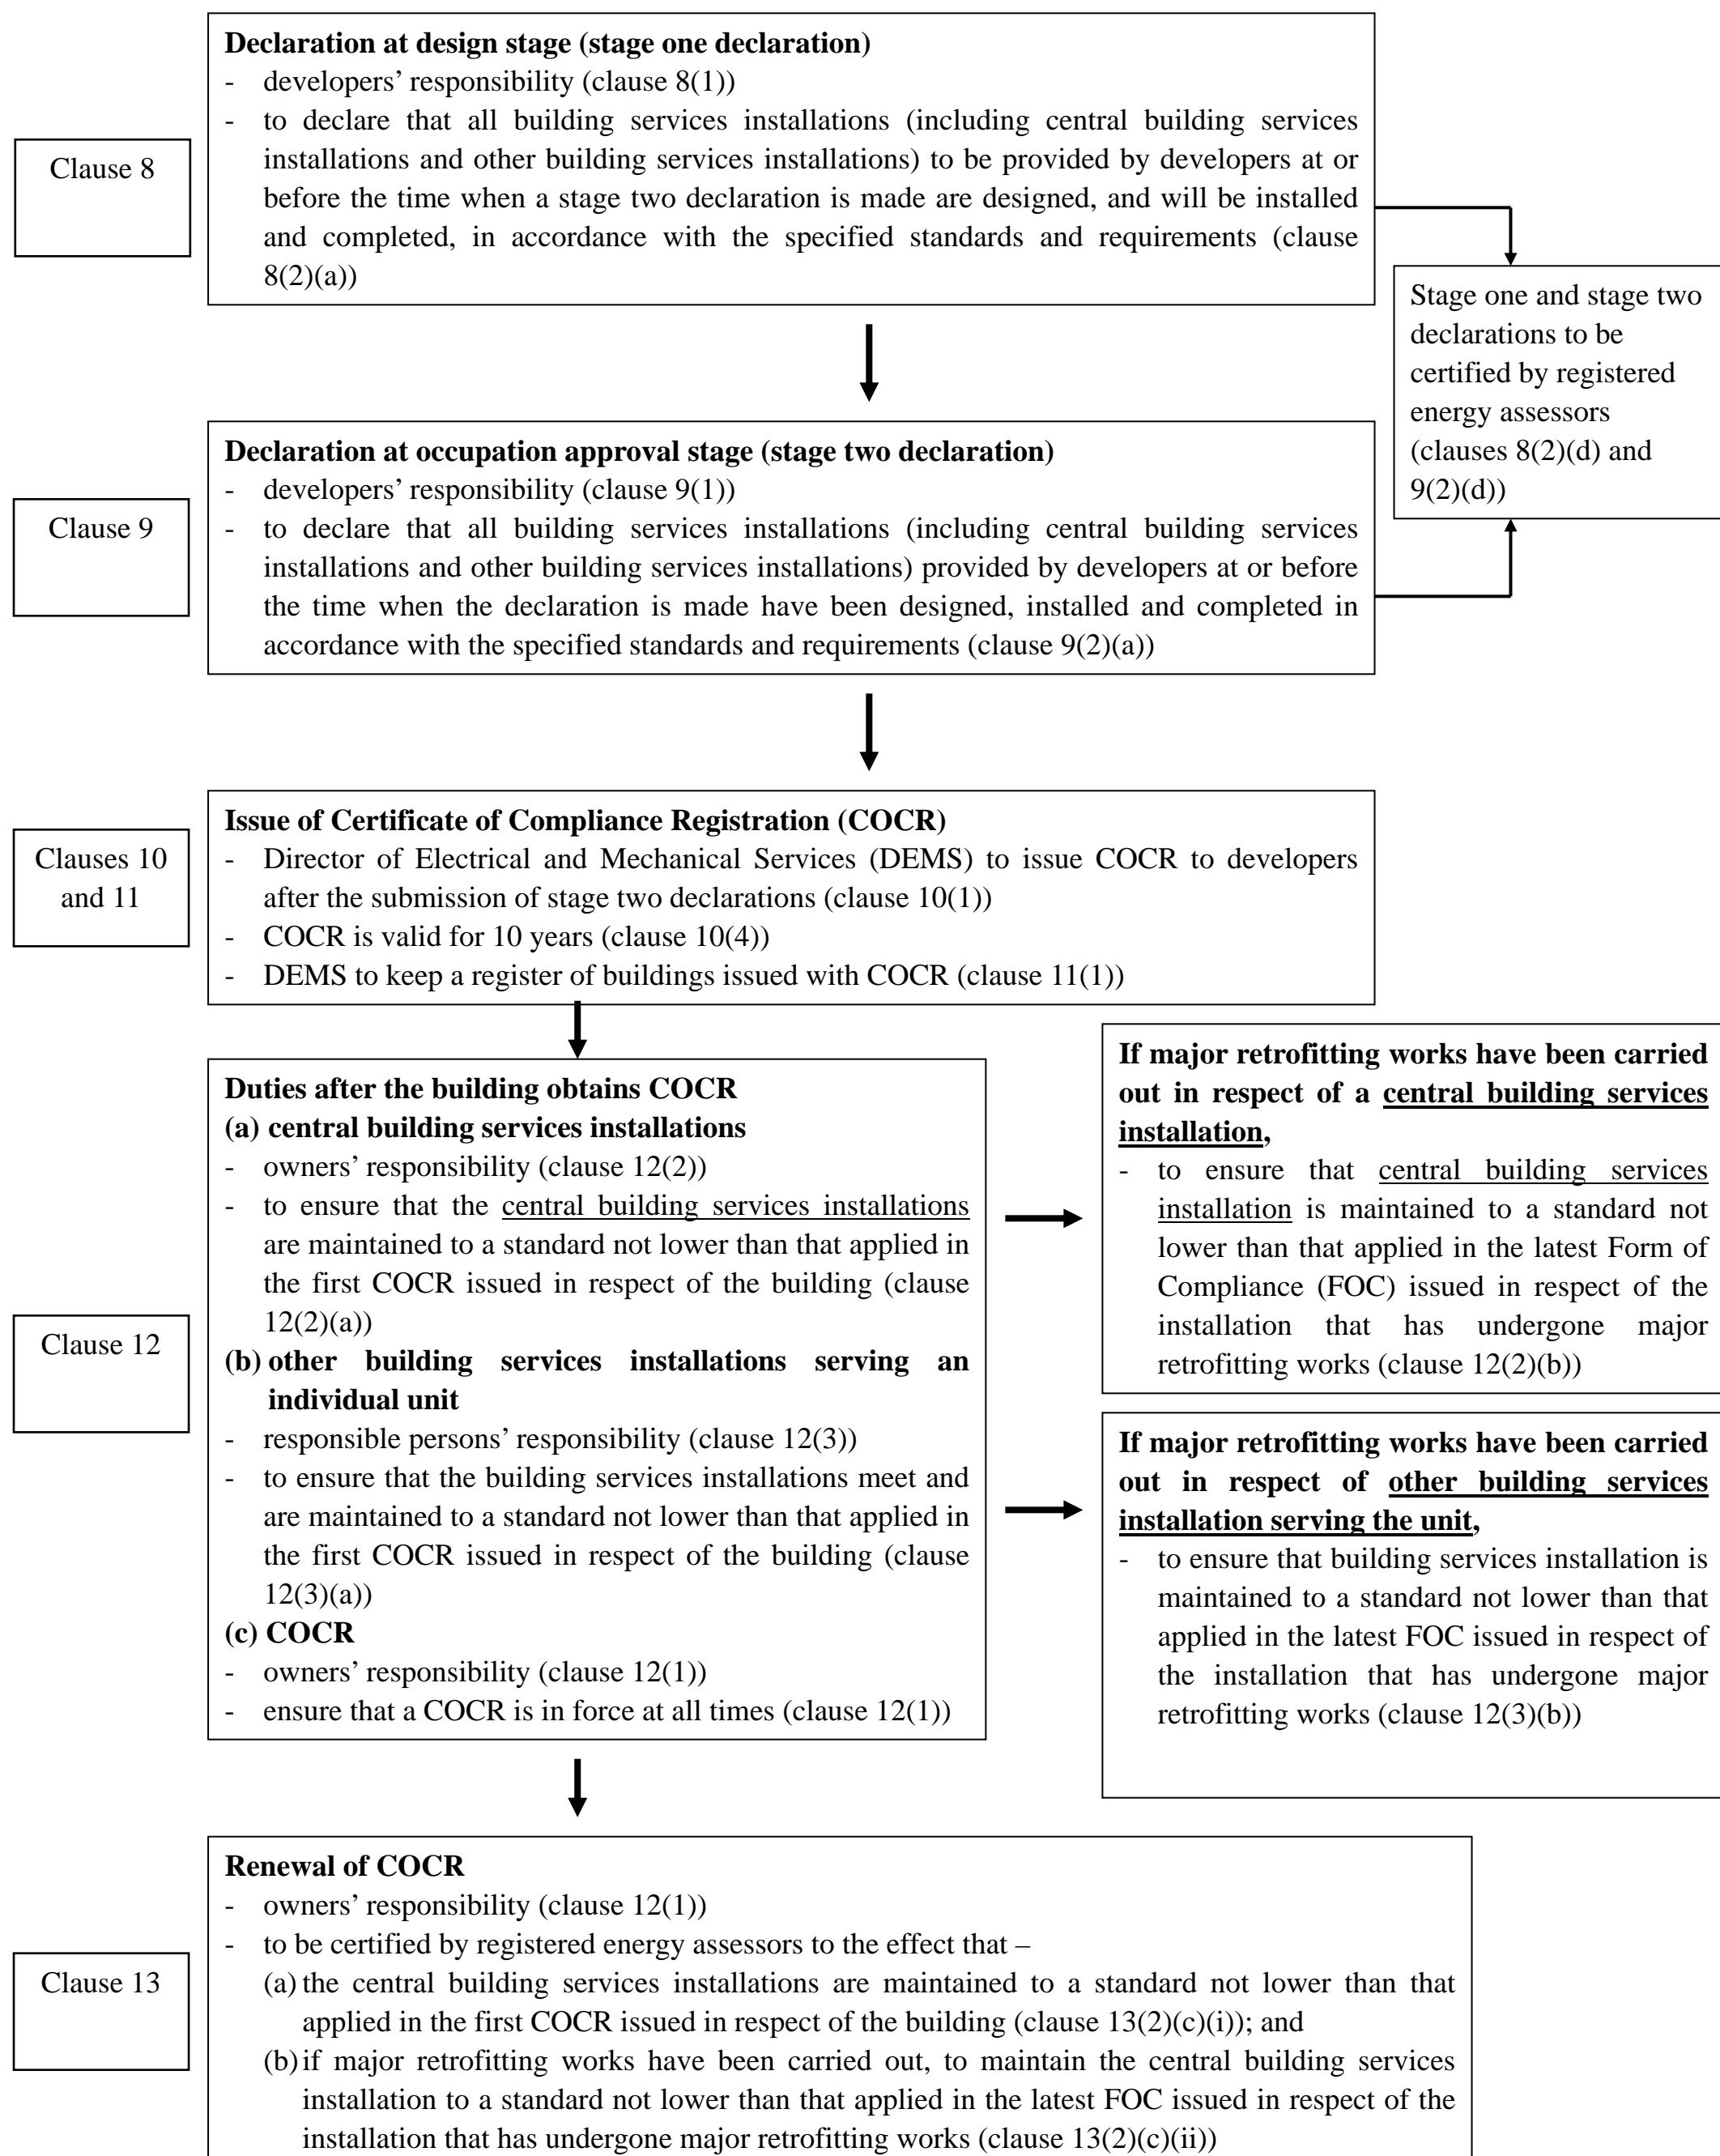 Declaration at design stage (stage one declaration)
- developers' responsibility (clause 8(1))
- to declare that all building services installations (including central building services
installations and other building services installations) to be provided by developers at or
before the time when a stage two declaration is made are designed, and will be installed
and completed, in accordance with the specified standards and requirements (clause
8(2)(a))
Clause 8
Stage one and stage two
declarations to be
certified by registered
energy assessors
(clauses 8(2)(d) and
9(2)(d))
Declaration at occupation approval stage (stage two declaration)
- developers' responsibility (clause 9(1))
- to declare that all building services installations (including central building services
installations and other building services installations) provided by developers at or before
the time when the declaration is made have been designed, installed and completed in
accordance with the specified standards and requirements (clause 9(2)(a))
Clause 9
Issue of Certificate of Compliance Registration (COCR)
- Director of Electrical and Mechanical Services (DEMS) to issue COCR to developers
after the submission of stage two declarations (clause 10(1))
- COCR is valid for 10 years (clause 10(4))
- DEMS to keep a register of buildings issued with COCR (clause 11(1))
Clauses 10
and 11
Duties after the building obtains COCR
(a) central building services installations
- owners' responsibility (clause 12(2))
- to ensure that the central building services installations
are maintained to a standard not lower than that applied in
the first COCR issued in respect of the building (clause
12(2)(a))
(b) other building services installations serving an
individual unit
- responsible persons' responsibility (clause 12(3))
- to ensure that the building services installations meet and
are maintained to a standard not lower than that applied in
the first COCR issued in respect of the building (clause
12(3)(a))
(c) COCR
- owners' responsibility (clause 12(1))
- ensure that a COCR is in force at all times (clause 12(1))
Clause 12
If major retrofitting works have been carried
out in respect of a central building services
installation,
- to ensure that central building services
installation is maintained to a standard not
lower than that applied in the latest Form of
Compliance (FOC) issued in respect of the
installation that has undergone major
retrofitting works (clause 12(2)(b))
If major retrofitting works have been carried
out in respect of other building services
installation serving the unit,
- to ensure that building services installation is
maintained to a standard not lower than that
applied in the latest FOC issued in respect of
the installation that has undergone major
retrofitting works (clause 12(3)(b))
Renewal of COCR
- owners' responsibility (clause 12(1))
- to be certified by registered energy assessors to the effect that –
(a) the central building services installations are maintained to a standard not lower than that
applied in the first COCR issued in respect of the building (clause 13(2)(c)(i)); and
(b) if major retrofitting works have been carried out, to maintain the central building services
installation to a standard not lower than that applied in the latest FOC issued in respect of the
installation that has undergone major retrofitting works (clause 13(2)(c)(ii))
Clause 13